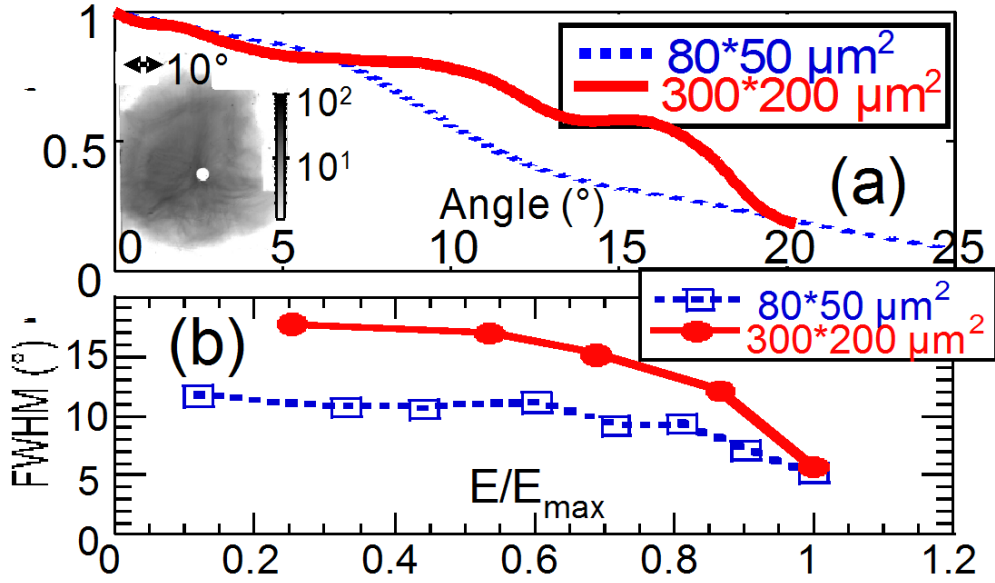 1
80*50 µm²
300*200 µm²
10°
10²
10¹
0.5
Angle (°)
(a)
0 5 10 15 20 25
0
80*50 µm²
300*200 µm²
(b)
15
10
5
0
FWHM (°)
E/Emax
0 0.2 0.4 0.6 0.8 1 1.2